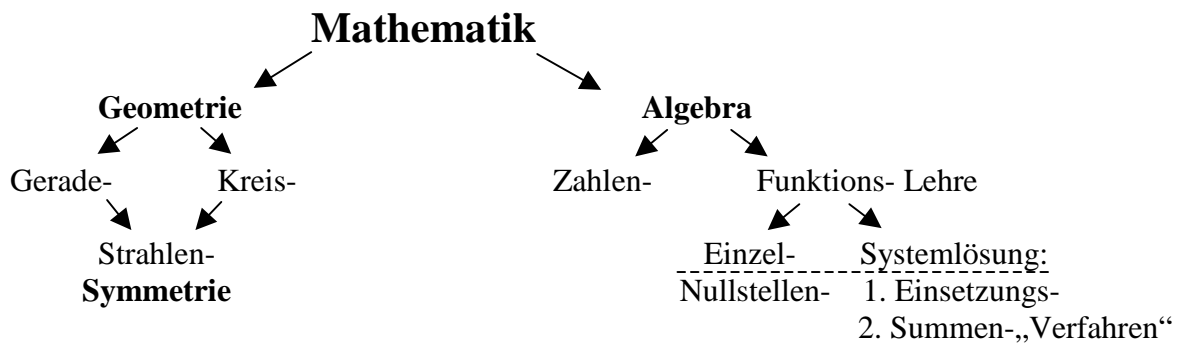 Mathematik
Geometrie Algebra
Gerade- Kreis- Zahlen- Funktions- Lehre
Strahlen- Einzel- Systemlösung:
Symmetrie Nullstellen- 1. Einsetzungs-
2. Summen-„Verfahren“